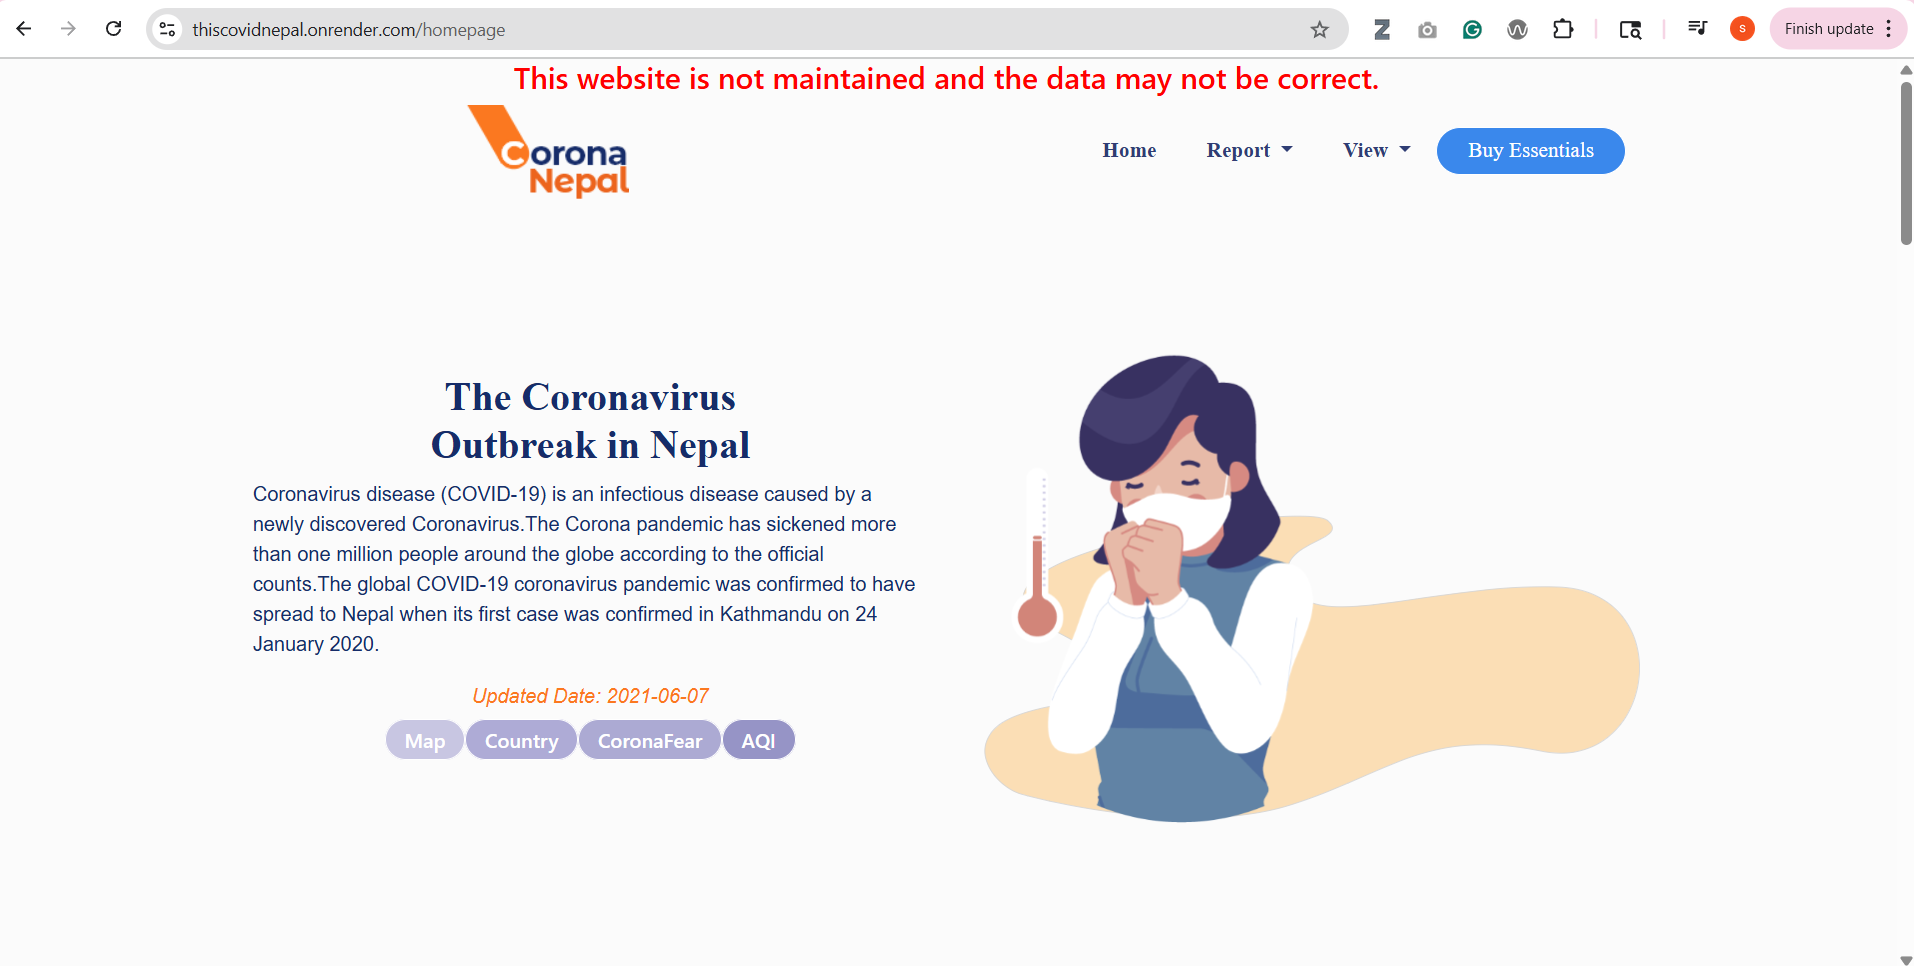 thiscovidnepal.onrender.com/homepage
S
Finish update
This website is not maintained and the data may not be correct.
Corona
Nepal
Home
Report
View
Buy Essentials
The Coronavirus
Outbreak in Nepal
Coronavirus disease (COVID-19) is an infectious disease caused by a
newly discovered Coronavirus.The Corona pandemic has sickened more
than one million people around the globe according to the official
counts.The global COVID-19 coronavirus pandemic was confirmed to have
spread to Nepal when its first case was confirmed in Kathmandu on 24
January 2020.
Updated Date: 2021-06-07
Map
Country
CoronaFear
AQI